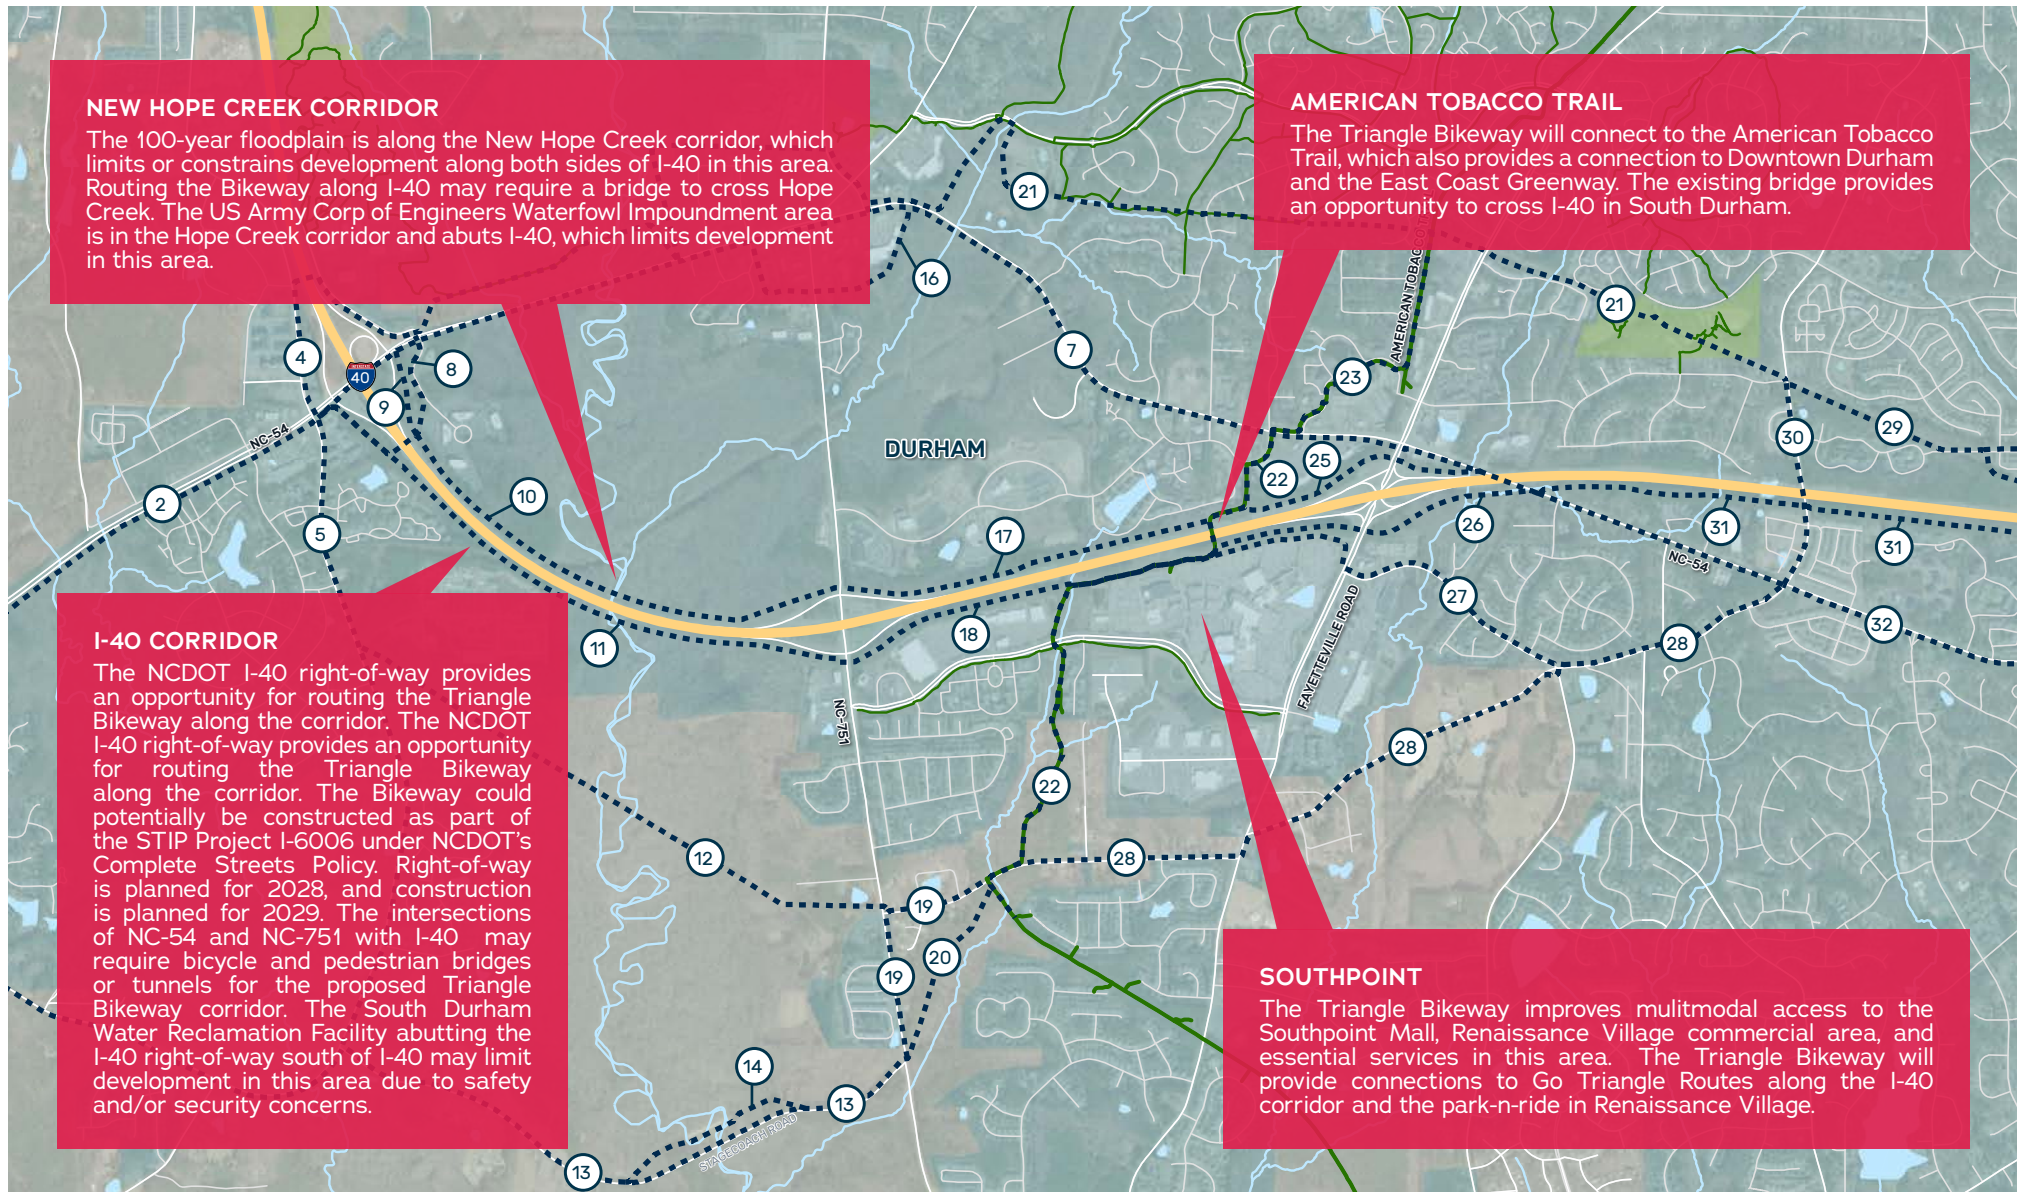 NEW HOPE CREEK CORRIDOR
The 100-year floodplain is along the New Hope Creek corridor, which
limits or constrains development along both sides of I-40 in this area.
Routing the Bikeway along I-40 may require a bridge to cross Hope
Creek. The US Army Corp of Engineers Waterfowl Impoundment area
is in the Hope Creek corridor and abuts I-40, which limits development
in this area.
AMERICAN TOBACCO TRAIL
The Triangle Bikeway will connect to the American Tobacco
Trail, which also provides a connection to Downtown Durham
and the East Coast Greenway. The existing bridge provides
an opportunity to cross I-40 in South Durham.
21
16
21
AMERICAN TOBACCO
4
40
8
7
23
9
NC-54
DURHAM
29
30
25
22
2
10
5
17
26
31
31
NC-54
27
FAYETTEVILLE ROAD
18
11
28
32
I-40 CORRIDOR
The NCDOT I-40 right-of-way provides
an opportunity for routing the Triangle
Bikeway along the corridor. The NCDOT
I-40 right-of-way provides an opportunity
for routing the Triangle Bikeway
along the corridor. The Bikeway could
potentially be constructed as part of
the STIP Project I-6006 under NCDOT's
Complete Streets Policy. Right-of-way
is planned for 2028, and construction
is planned for 2029. The intersections
of NC-54 and NC-751 with I-40 may
require bicycle and pedestrian bridges
or tunnels for the proposed Triangle
Bikeway corridor. The South Durham
Water Reclamation Facility abutting the
I-40 right-of-way south of I-40 may limit
development in this area due to safety
and/or security concerns.
NC-751
28
22
12
28
19
20
19
14
13
STAGECOACH ROAD
13
SOUTHPOINT
The Triangle Bikeway improves mulitmodal access to the
Southpoint Mall, Renaissance Village commercial area, and
essential services in this area. The Triangle Bikeway will
provide connections to Go Triangle Routes along the I-40
corridor and the park-n-ride in Renaissance Village.